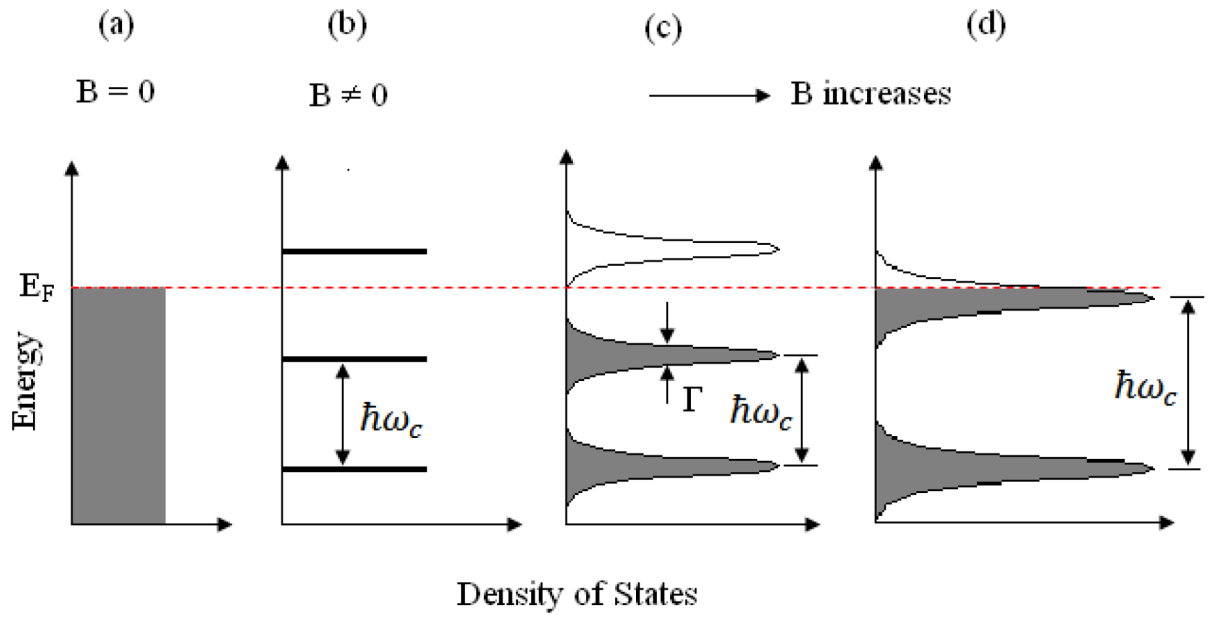 (a)
(b)
(c)
(d)
B = 0
B ≠ 0
B increases
E_F
Energy
ħω_c
Γ
ħω_c
ħω_c
Density of States